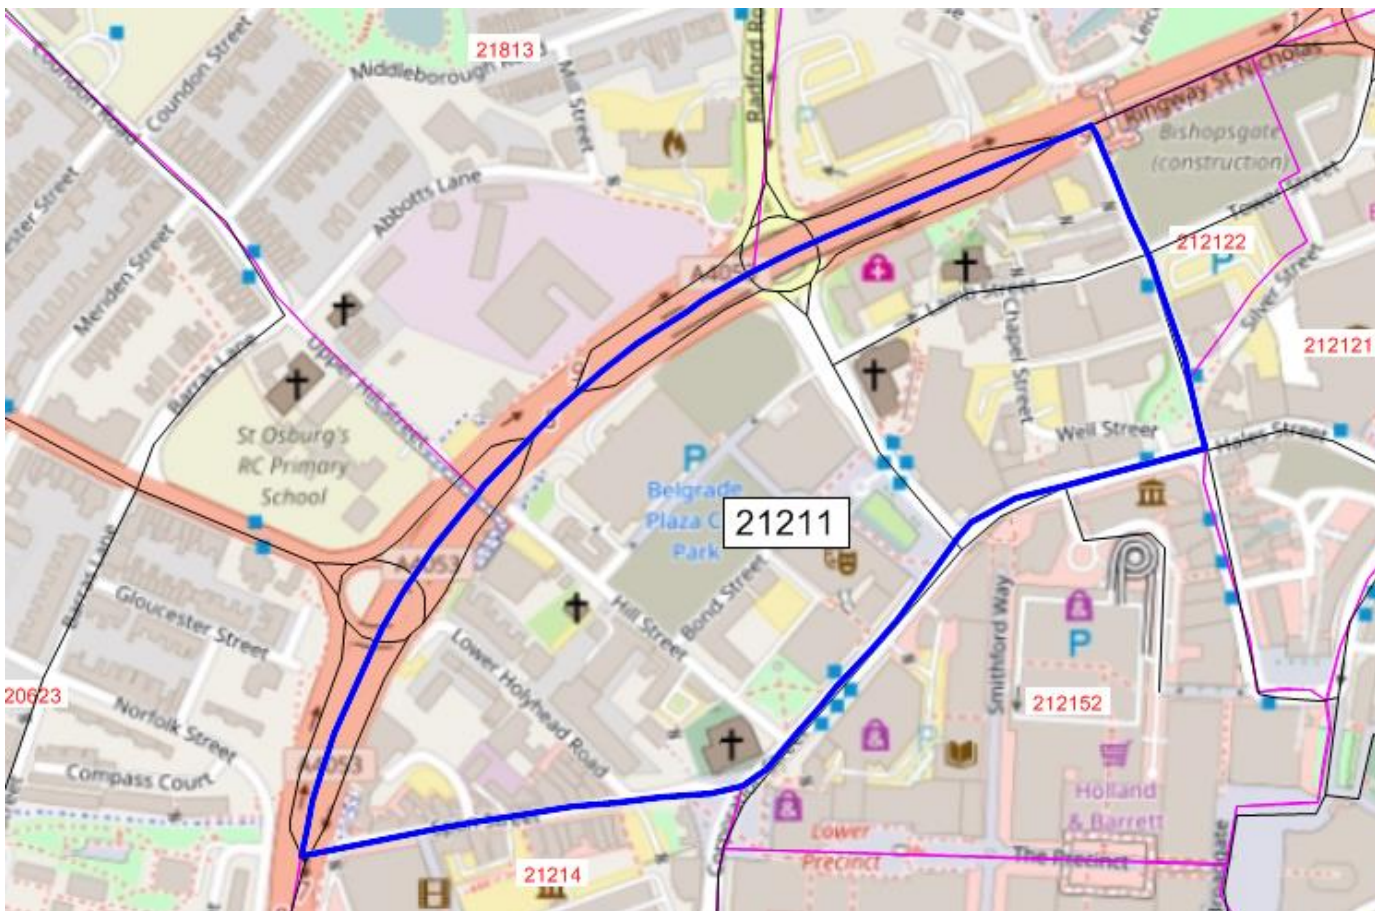 Coundon Road
Coundon Street
21813
Middleborough
Mill Street
Radford
Ringway St Nicholas
Bishopsgate
(construction)
Tower Street
Abbotts Lane
Meriden Street
212122
P
Silver Street
A4053
Lamb Street
Chapel Street
212121
Upper Hill Street
Barras Lane
St Osburg's
RC Primary
School
Well Street
Hales Street
P
Belgrade
Plaza
Park
21211
A4053
Barras Lane
Gloucester Street
Hill Street
Bond Street
Smithford Way
P
Lower Holyhead Road
20623
Norfolk Street
212152
A4053
Compass Court
Holland
& Barrett
Lower
Precinct
The Precinct
21214